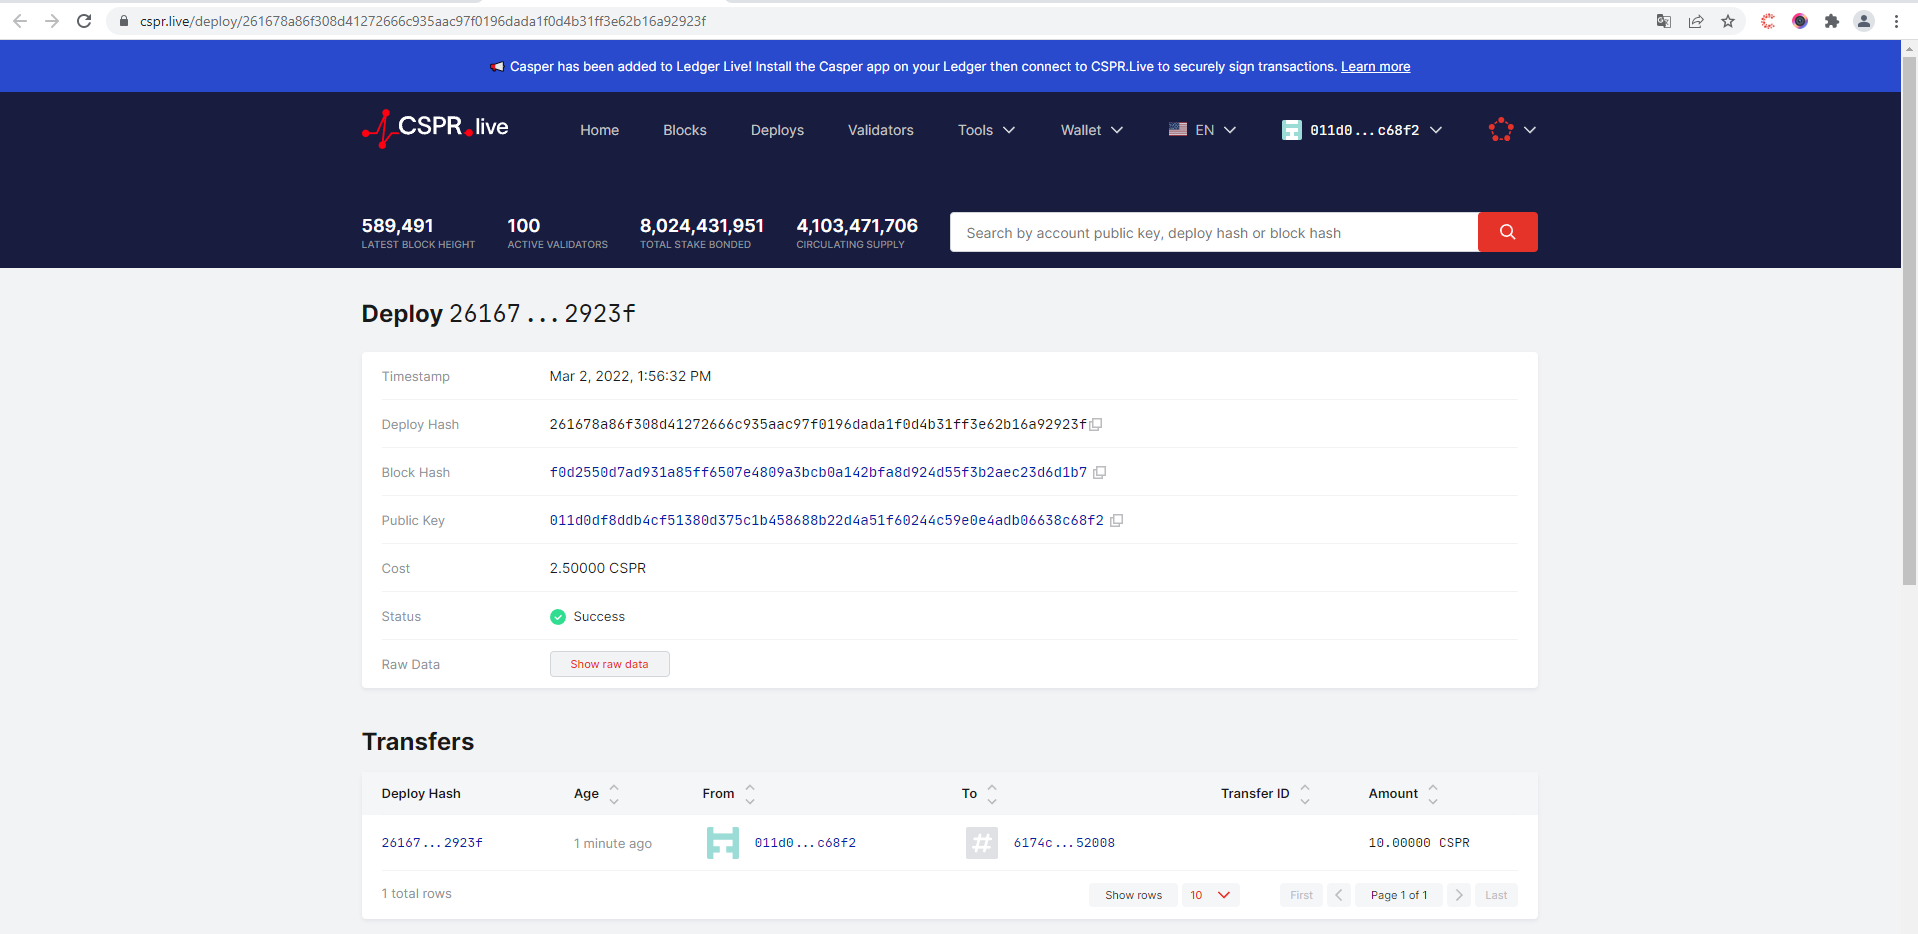 cspr.live/deploy/261678a86f308d41272666c935aac97f0196dada1f0d4b31ff3e62b16a92923f
Casper has been added to Ledger Live! Install the Casper app on your Ledger then connect to CSPR.Live to securely sign transactions. Learn more
CSPR.live Home Blocks Deploys Validators Tools Wallet EN 011d0...c68f2
589,491 100 8,024,431,951 4,103,471,706
LATEST BLOCK HEIGHT ACTIVE VALIDATORS TOTAL STAKE BONDED CIRCULATING SUPPLY
Search by account public key, deploy hash or block hash
Deploy 26167...2923f
Timestamp Mar 2, 2022, 1:56:32 PM
Deploy Hash 261678a86f308d41272666c935aac97f0196dada1f0d4b31ff3e62b16a92923f
Block Hash f0d2550d7ad931a85ff6507e4809a3bcb0a142bfa8d924d55f3b2aec23d6d1b7
Public Key 011d0df8ddb4cf51380d375c1b458688b22d4a51f60244c59e0e4adb06638c68f2
Cost 2.50000 CSPR
Status Success
Raw Data Show raw data
Transfers
Deploy Hash Age From To Transfer ID Amount
26167...2923f 1 minute ago 011d0...c68f2 # 6174c...52008 10.00000 CSPR
1 total rows Show rows 10 First Page 1 of 1 Last